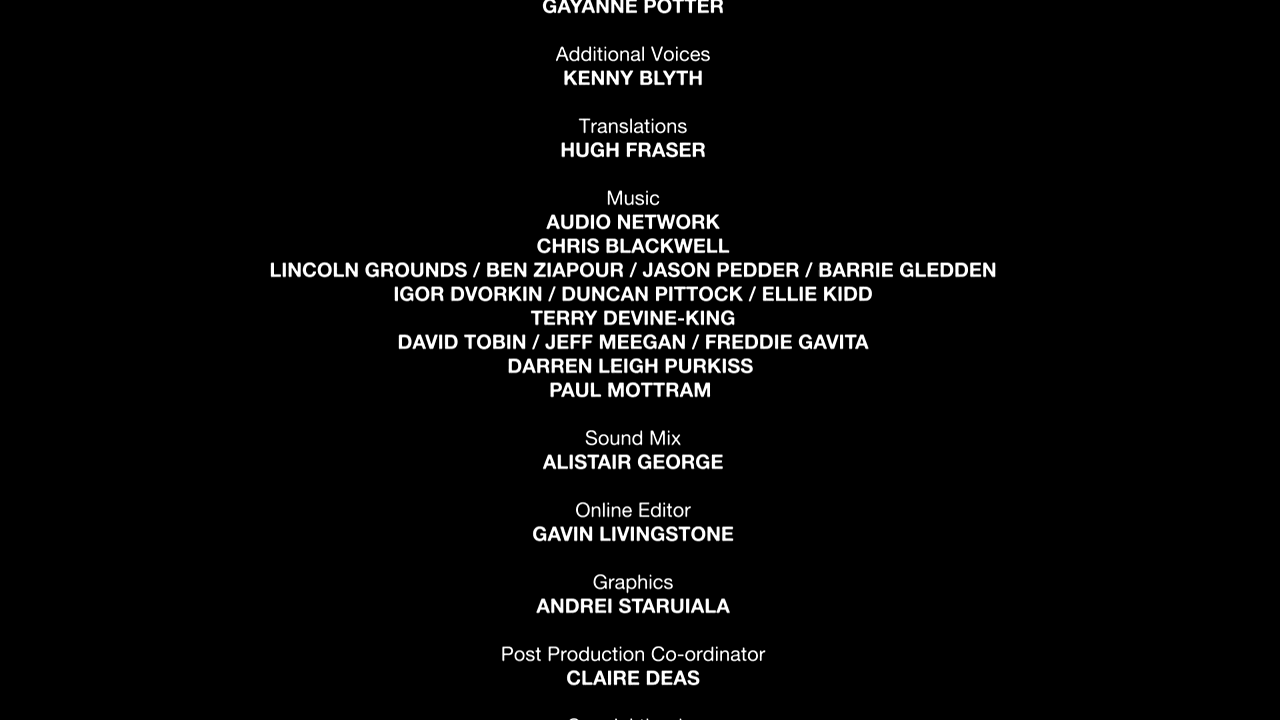 GAYANNE POTTER
Additional Voices
KENNY BLYTH
Translations
HUGH FRASER
Music
AUDIO NETWORK
CHRIS BLACKWELL
LINCOLN GROUNDS / BEN ZIAPOUR / JASON PEDDER / BARRIE GLEDDEN
IGOR DVORKIN / DUNCAN PITTOCK / ELLIE KIDD
TERRY DEVINE-KING
DAVID TOBIN / JEFF MEEGAN / FREDDIE GAVITA
DARREN LEIGH PURKISS
PAUL MOTTRAM
Sound Mix
ALISTAIR GEORGE
Online Editor
GAVIN LIVINGSTONE
Graphics
ANDREI STARUIALA
Post Production Co-ordinator
CLAIRE DEAS